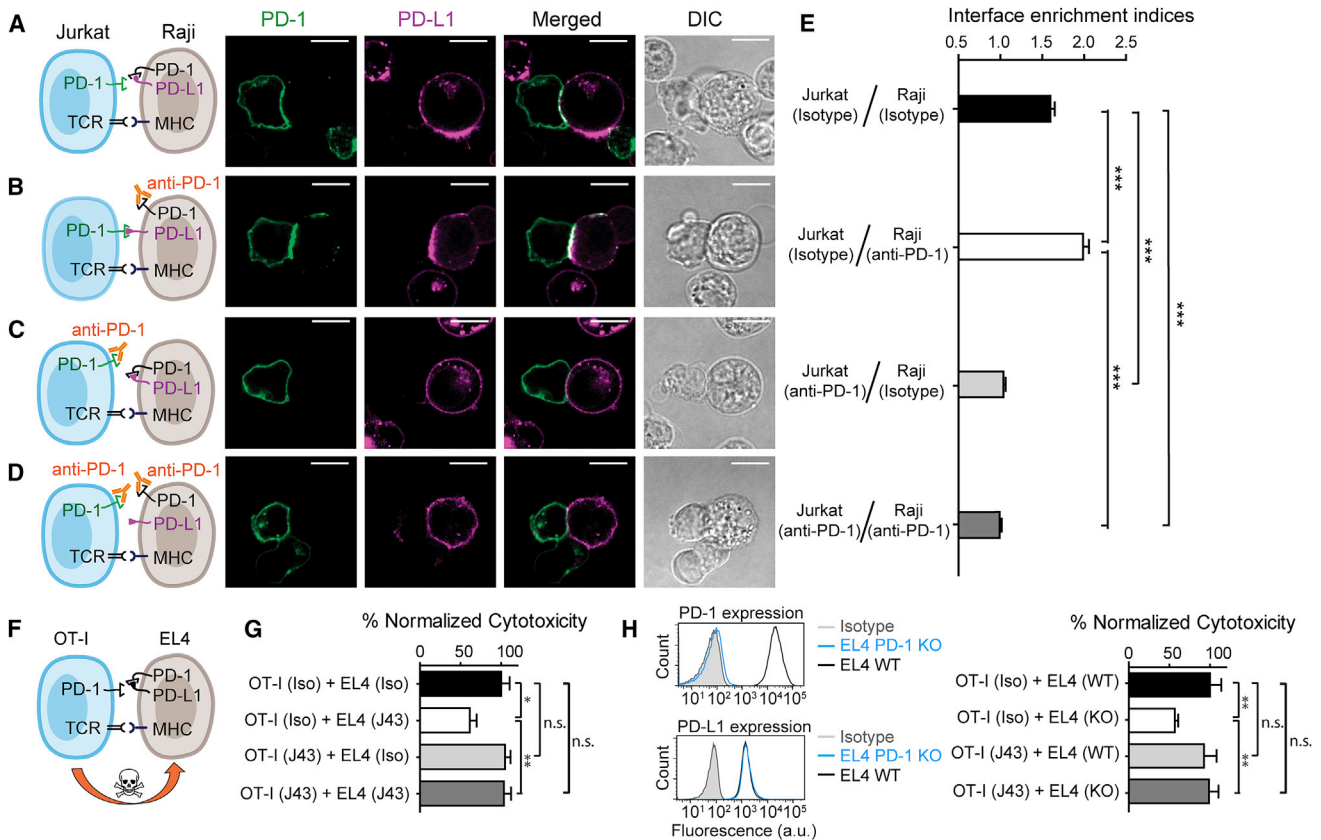 A
Jurkat
Raji
PD-1
PD-L1
Merged
DIC
PD-1
PD-1
PD-L1
TCR
MHC
B
anti-PD-1
PD-1
PD-1
PD-L1
TCR
MHC
C
anti-PD-1
PD-1
PD-1
PD-L1
TCR
MHC
D
anti-PD-1
anti-PD-1
PD-1
PD-1
PD-L1
TCR
MHC
E
Interface enrichment indices
0.5 1.0 1.5 2.0 2.5
Jurkat / Raji
(Isotype) (Isotype)
Jurkat / Raji
(Isotype) (anti-PD-1)
Jurkat / Raji
(anti-PD-1) (Isotype)
Jurkat / Raji
(anti-PD-1) (anti-PD-1)
***
***
***
***
F
OT-I
EL4
PD-1
PD-1
PD-L1
TCR
MHC
G
% Normalized Cytotoxicity
0 50 100
OT-I (Iso) + EL4 (Iso)
OT-I (Iso) + EL4 (J43)
OT-I (J43) + EL4 (Iso)
OT-I (J43) + EL4 (J43)
*
**
n.s.
n.s.
H
PD-1 expression
Count
10¹ 10² 10³ 10⁴ 10⁵
Isotype
EL4 PD-1 KO
EL4 WT
PD-L1 expression
Count
10¹ 10² 10³ 10⁴ 10⁵
Fluorescence (a.u.)
Isotype
EL4 PD-1 KO
EL4 WT
% Normalized Cytotoxicity
0 50 100
OT-I (Iso) + EL4 (WT)
OT-I (Iso) + EL4 (KO)
OT-I (J43) + EL4 (WT)
OT-I (J43) + EL4 (KO)
**
**
n.s.
n.s.